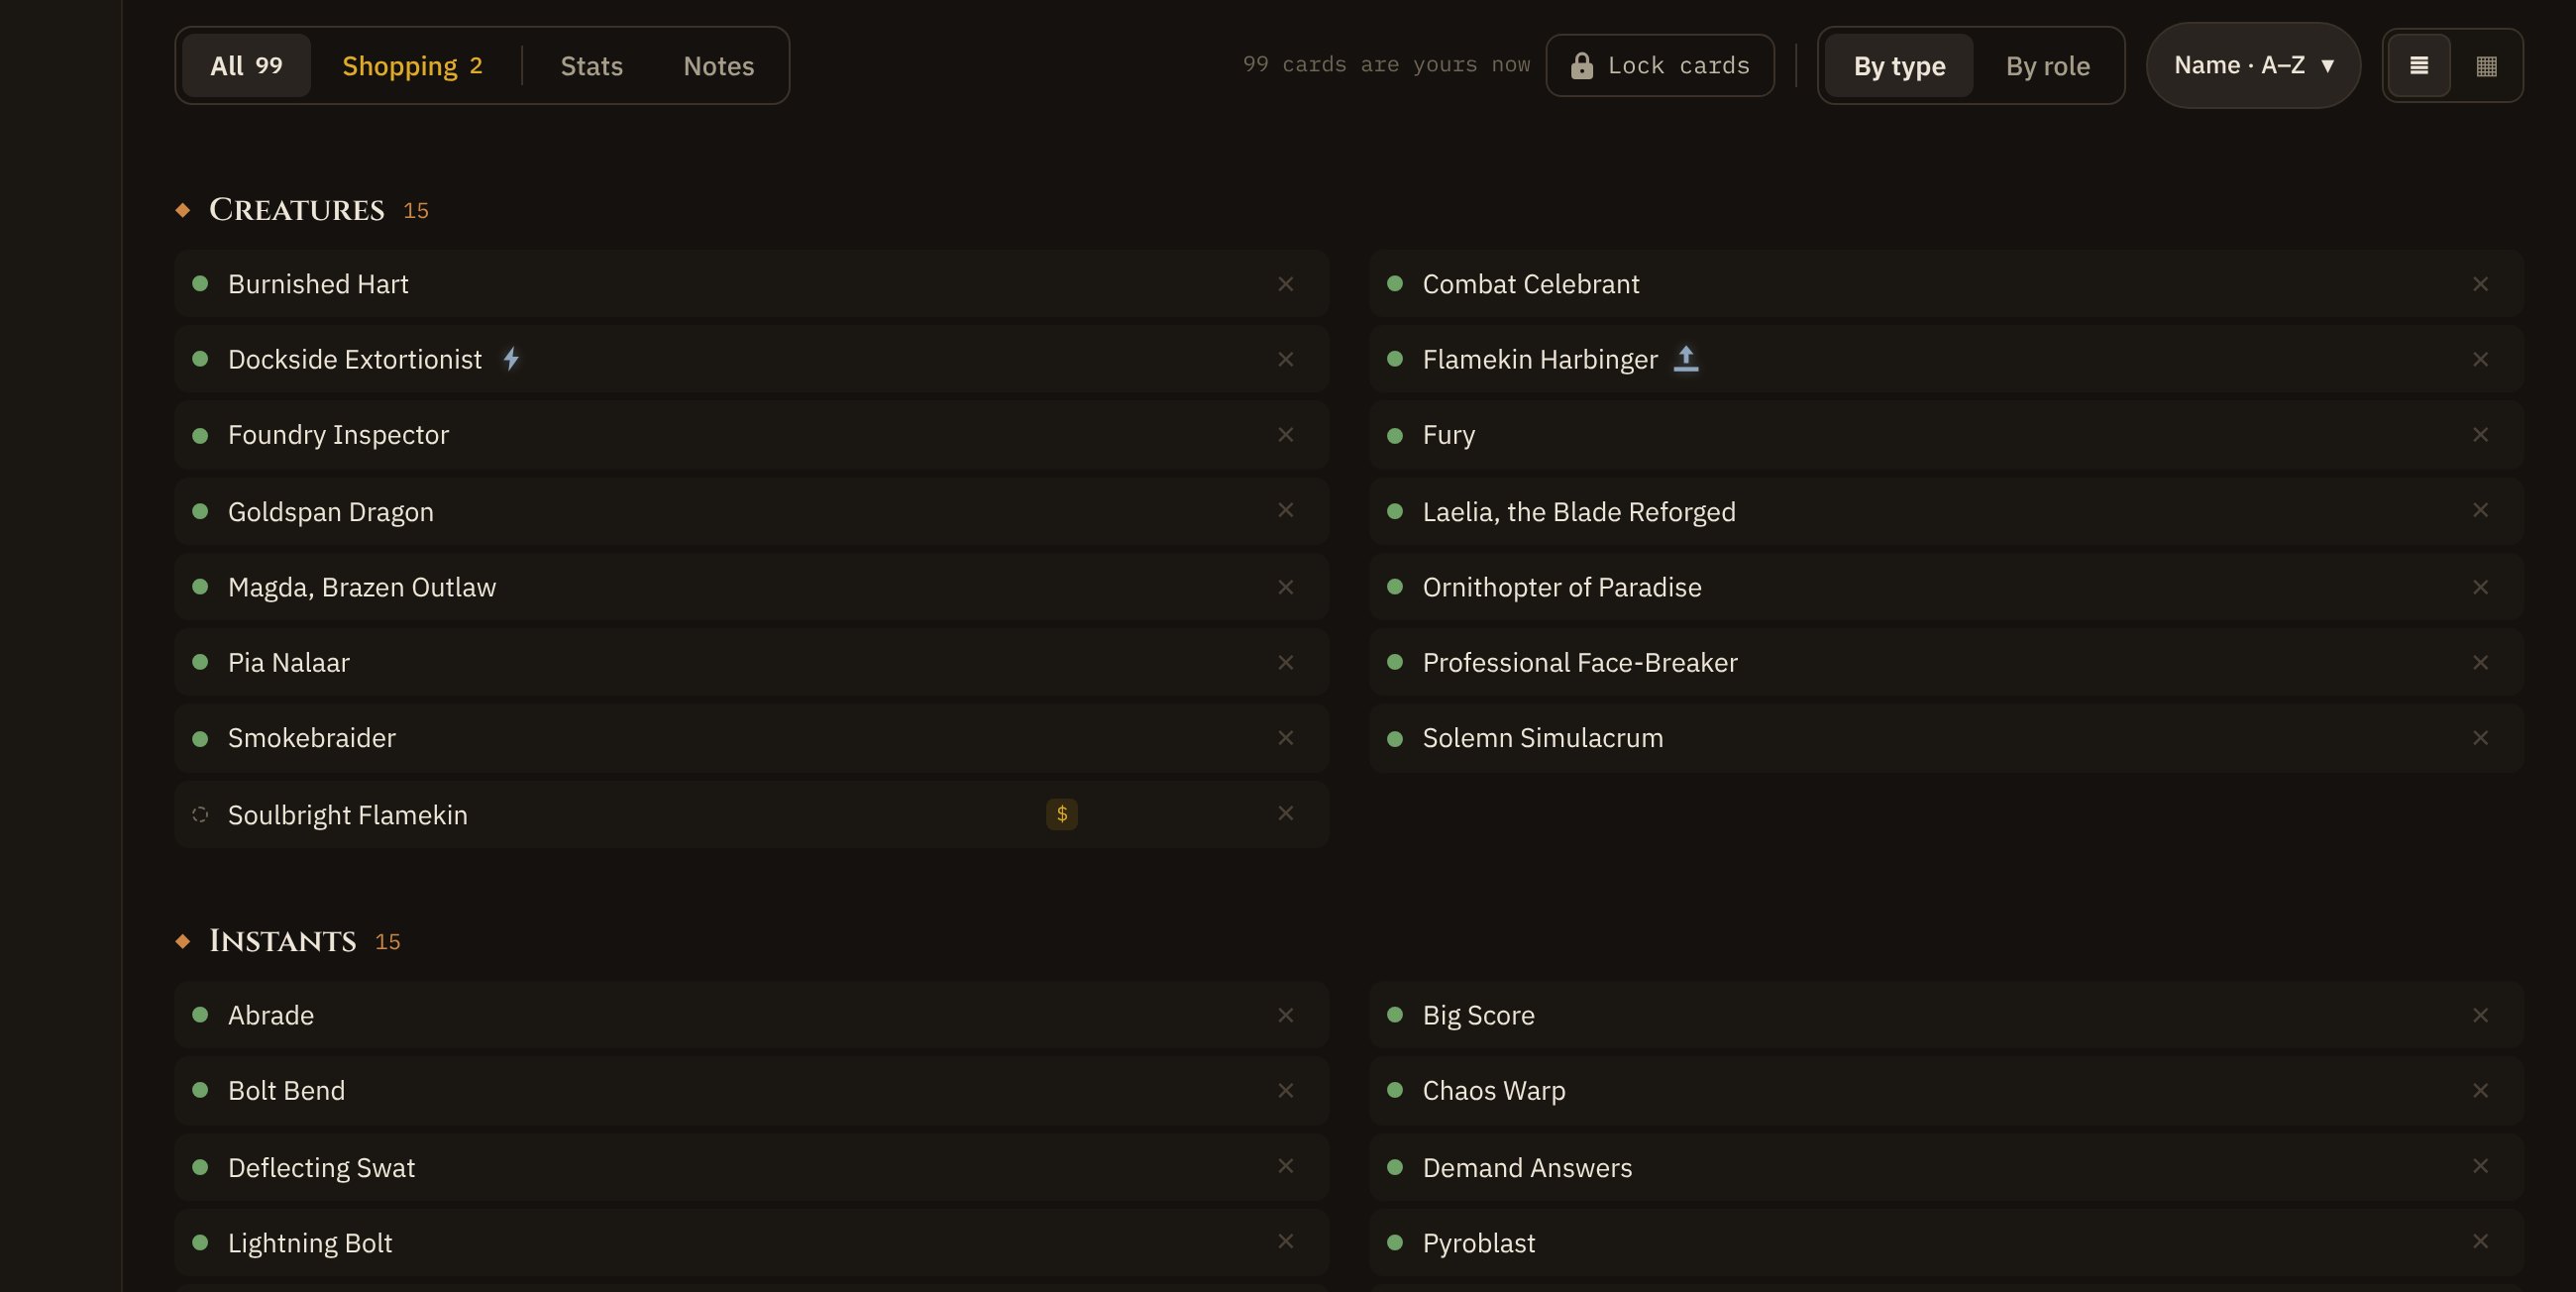 All 99 Shopping 2 Stats Notes 99 cards are yours now Lock cards By type By role Name · A–Z ▾
CREATURES 15
Burnished Hart
Combat Celebrant
Dockside Extortionist
Flamekin Harbinger
Foundry Inspector
Fury
Goldspan Dragon
Laelia, the Blade Reforged
Magda, Brazen Outlaw
Ornithopter of Paradise
Pia Nalaar
Professional Face-Breaker
Smokebraider
Solemn Simulacrum
Soulbright Flamekin $
INSTANTS 15
Abrade
Big Score
Bolt Bend
Chaos Warp
Deflecting Swat
Demand Answers
Lightning Bolt
Pyroblast